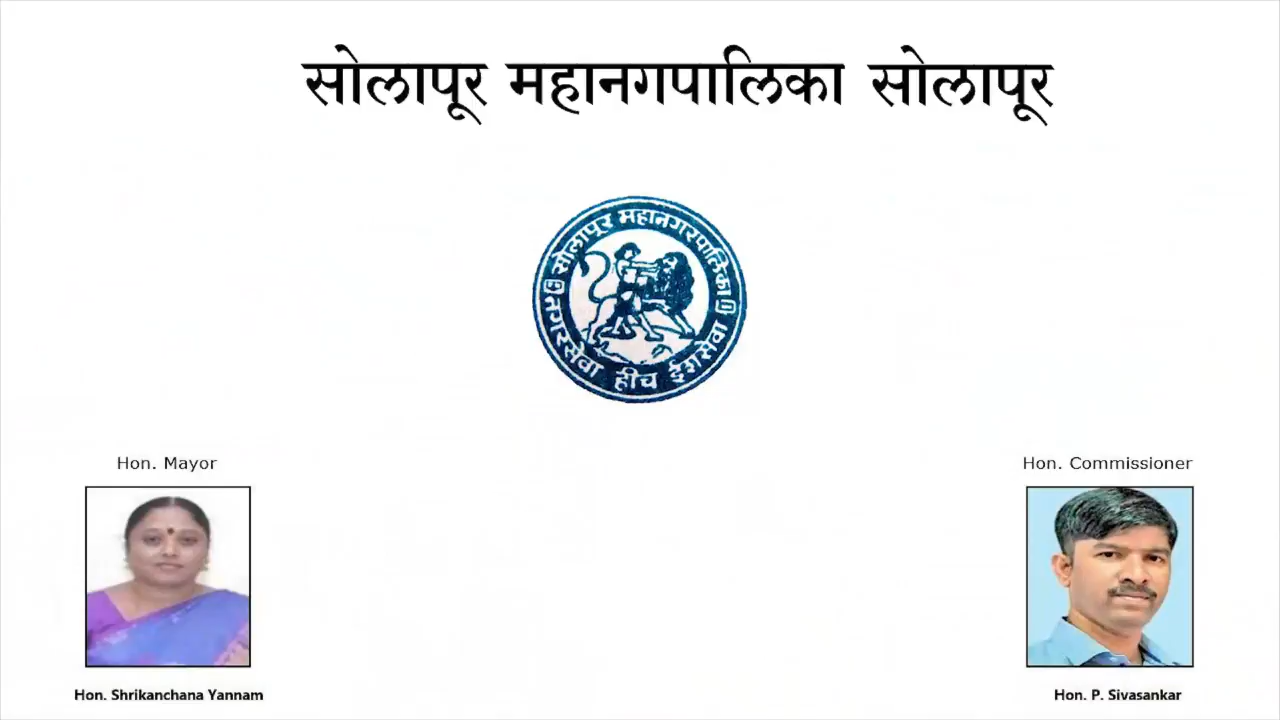 सोलापूर महानगपालिका सोलापूर
सोलापूर महानगरपालिका
नगरसेवा हीच ईशसेवा
Hon. Mayor
Hon. Commissioner
Hon. Shrikanchana Yannam
Hon. P. Sivasankar